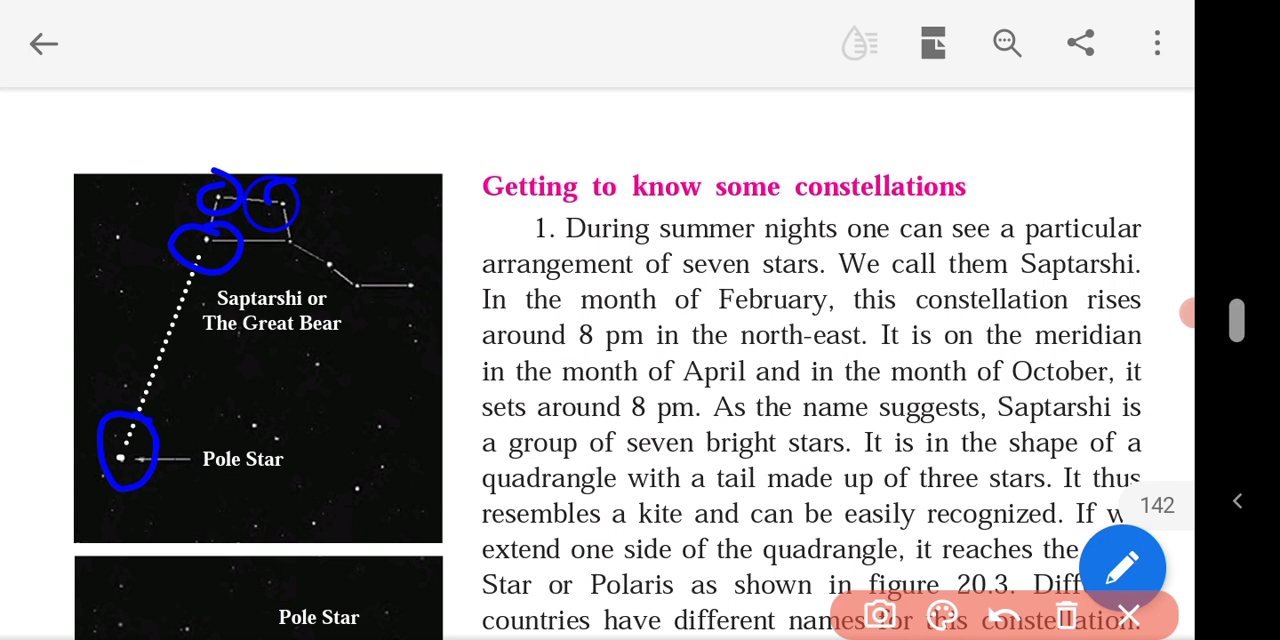 Getting to know some constellations
1. During summer nights one can see a particular
arrangement of seven stars. We call them Saptarshi.
In the month of February, this constellation rises
around 8 pm in the north-east. It is on the meridian
in the month of April and in the month of October, it
sets around 8 pm. As the name suggests, Saptarshi is
a group of seven bright stars. It is in the shape of a
quadrangle with a tail made up of three stars. It thus
resembles a kite and can be easily recognized. If
extend one side of the quadrangle, it reaches the
Star or Polaris as shown in figure 20.3.
countries have different names for this constellation.
Saptarshi or
The Great Bear
Pole Star
Pole Star
142